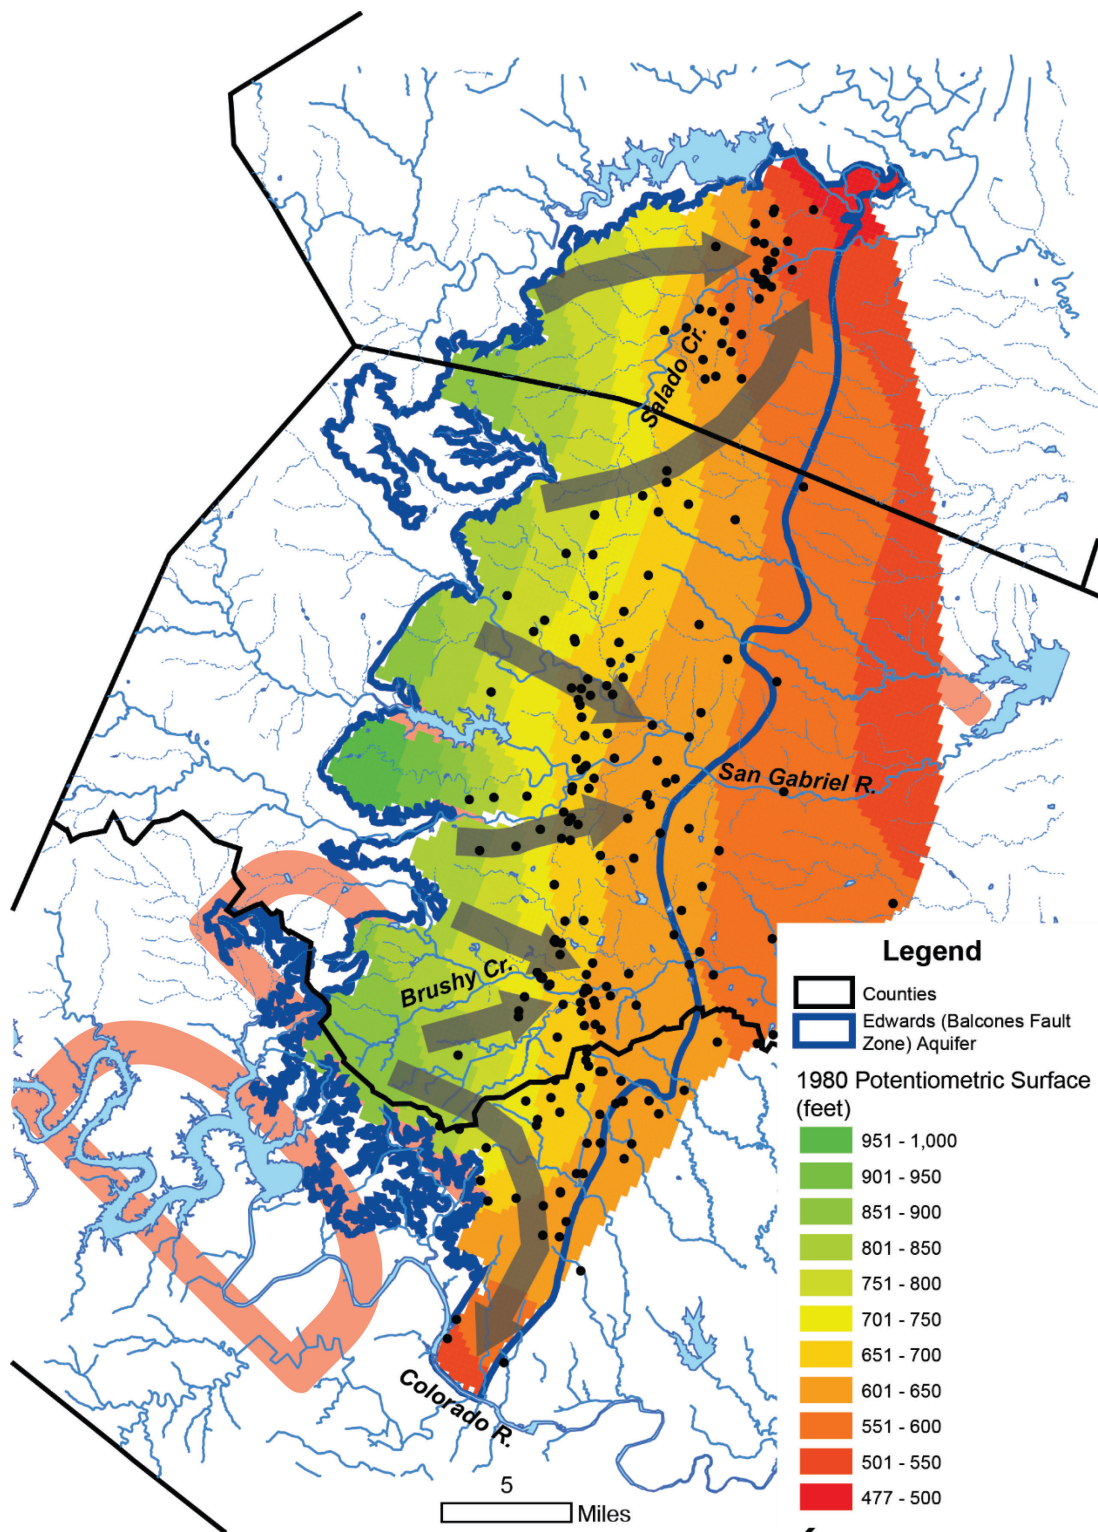 Salado Cr.
San Gabriel R.
Brushy Cr.
Colorado R.
5
Miles
Legend
Counties
Edwards (Balcones Fault
Zone) Aquifer
1980 Potentiometric Surface
(feet)
951 - 1,000
901 - 950
851 - 900
801 - 850
751 - 800
701 - 750
651 - 700
601 - 650
551 - 600
501 - 550
477 - 500